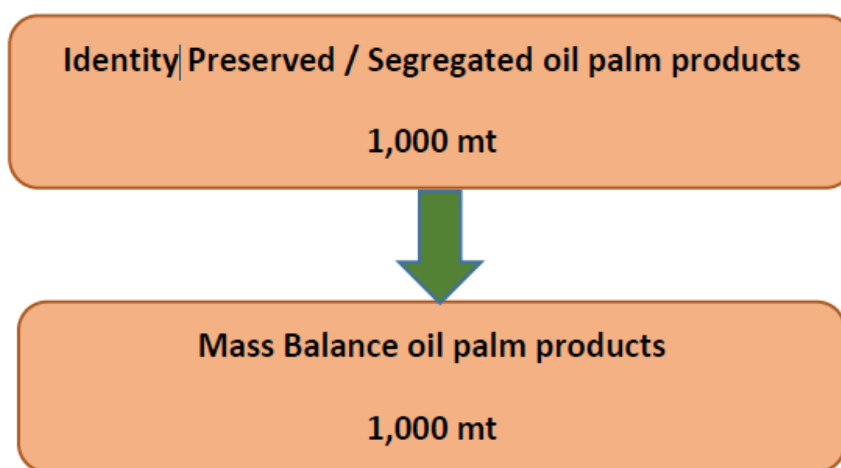 Identity Preserved / Segregated oil palm products
1,000 mt
Mass Balance oil palm products
1,000 mt